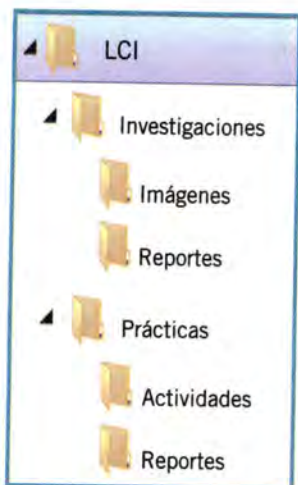 LCI
Investigaciones
Imágenes
Reportes
Prácticas
Actividades
Reportes